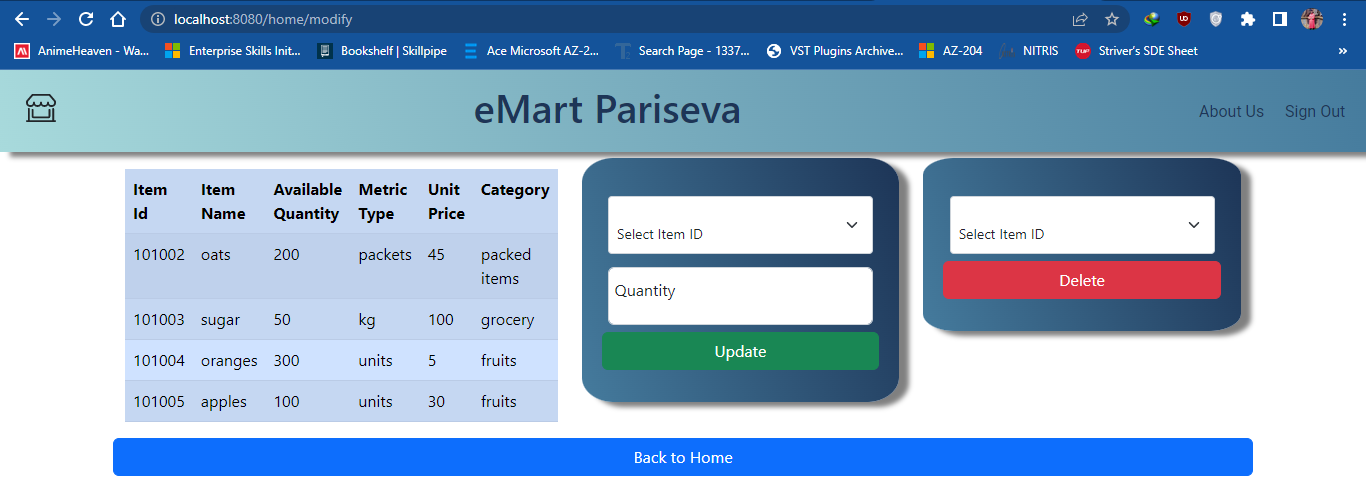 localhost:8080/home/modify
AnimeHeaven - Wa...
Enterprise Skills Init...
Bookshelf | Skillpipe
Ace Microsoft AZ-2...
Search Page - 1337...
VST Plugins Archive...
AZ-204
NITRIS
TUF
Striver's SDE Sheet
»
eMart Pariseva
About Us
Sign Out
Item Id Item Name Available Quantity Metric Type Unit Price Category
101002 oats 200 packets 45 packed items
101003 sugar 50 kg 100 grocery
101004 oranges 300 units 5 fruits
101005 apples 100 units 30 fruits
Select Item ID
Quantity
Update
Select Item ID
Delete
Back to Home